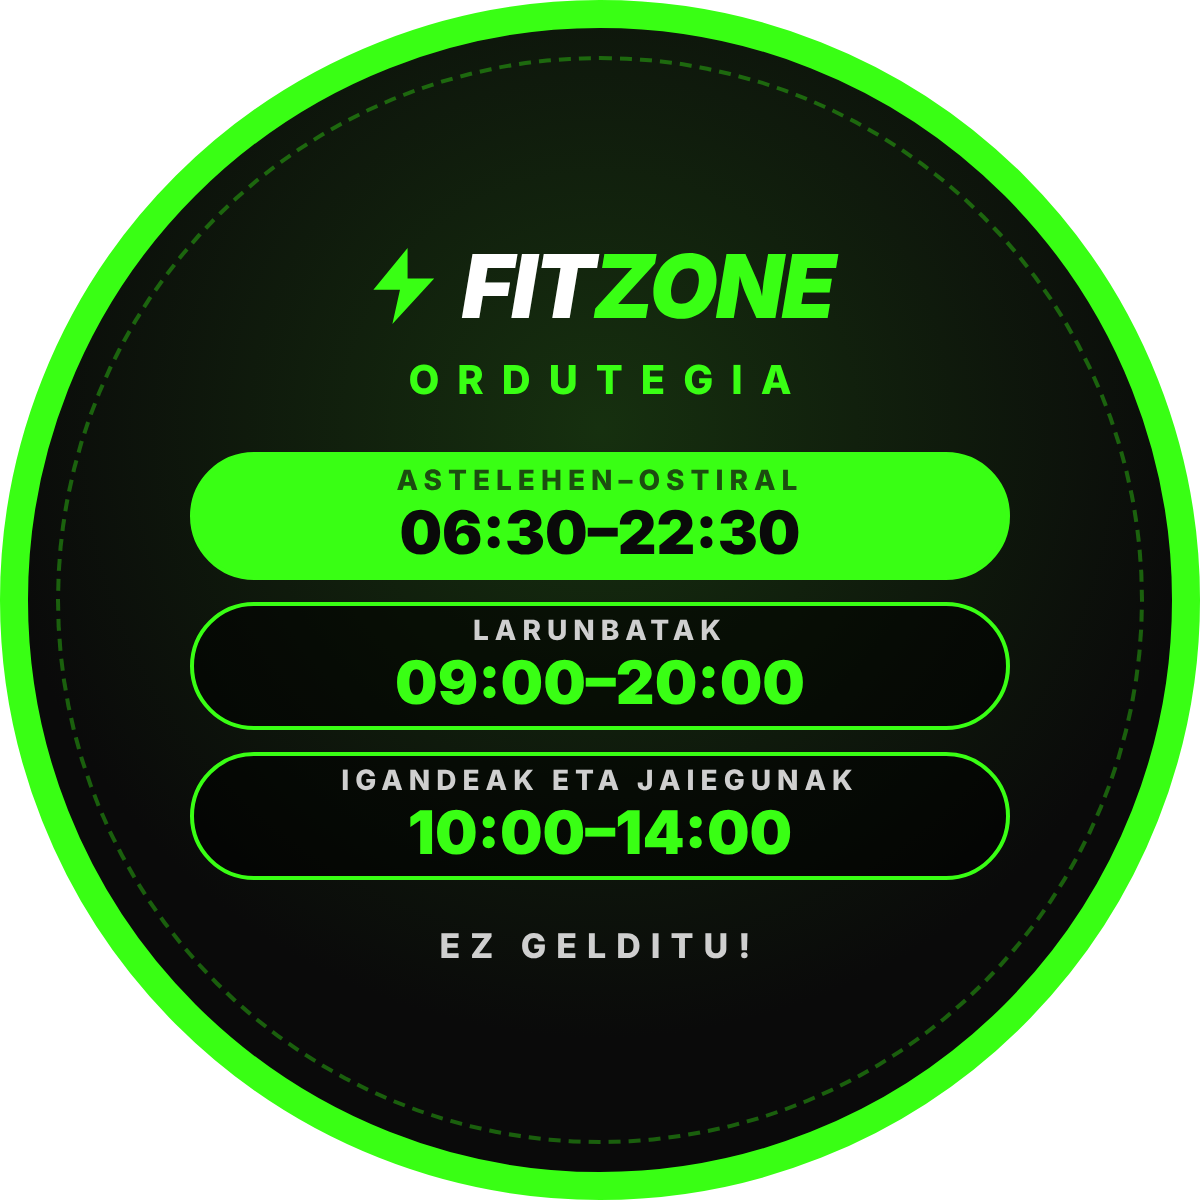 FITZONE
ORDUTEGIA
ASTELEHEN–OSTIRAL
06:30–22:30
LARUNBATAK
09:00–20:00
IGANDEAK ETA JAIEGUNAK
10:00–14:00
EZ GELDITU!